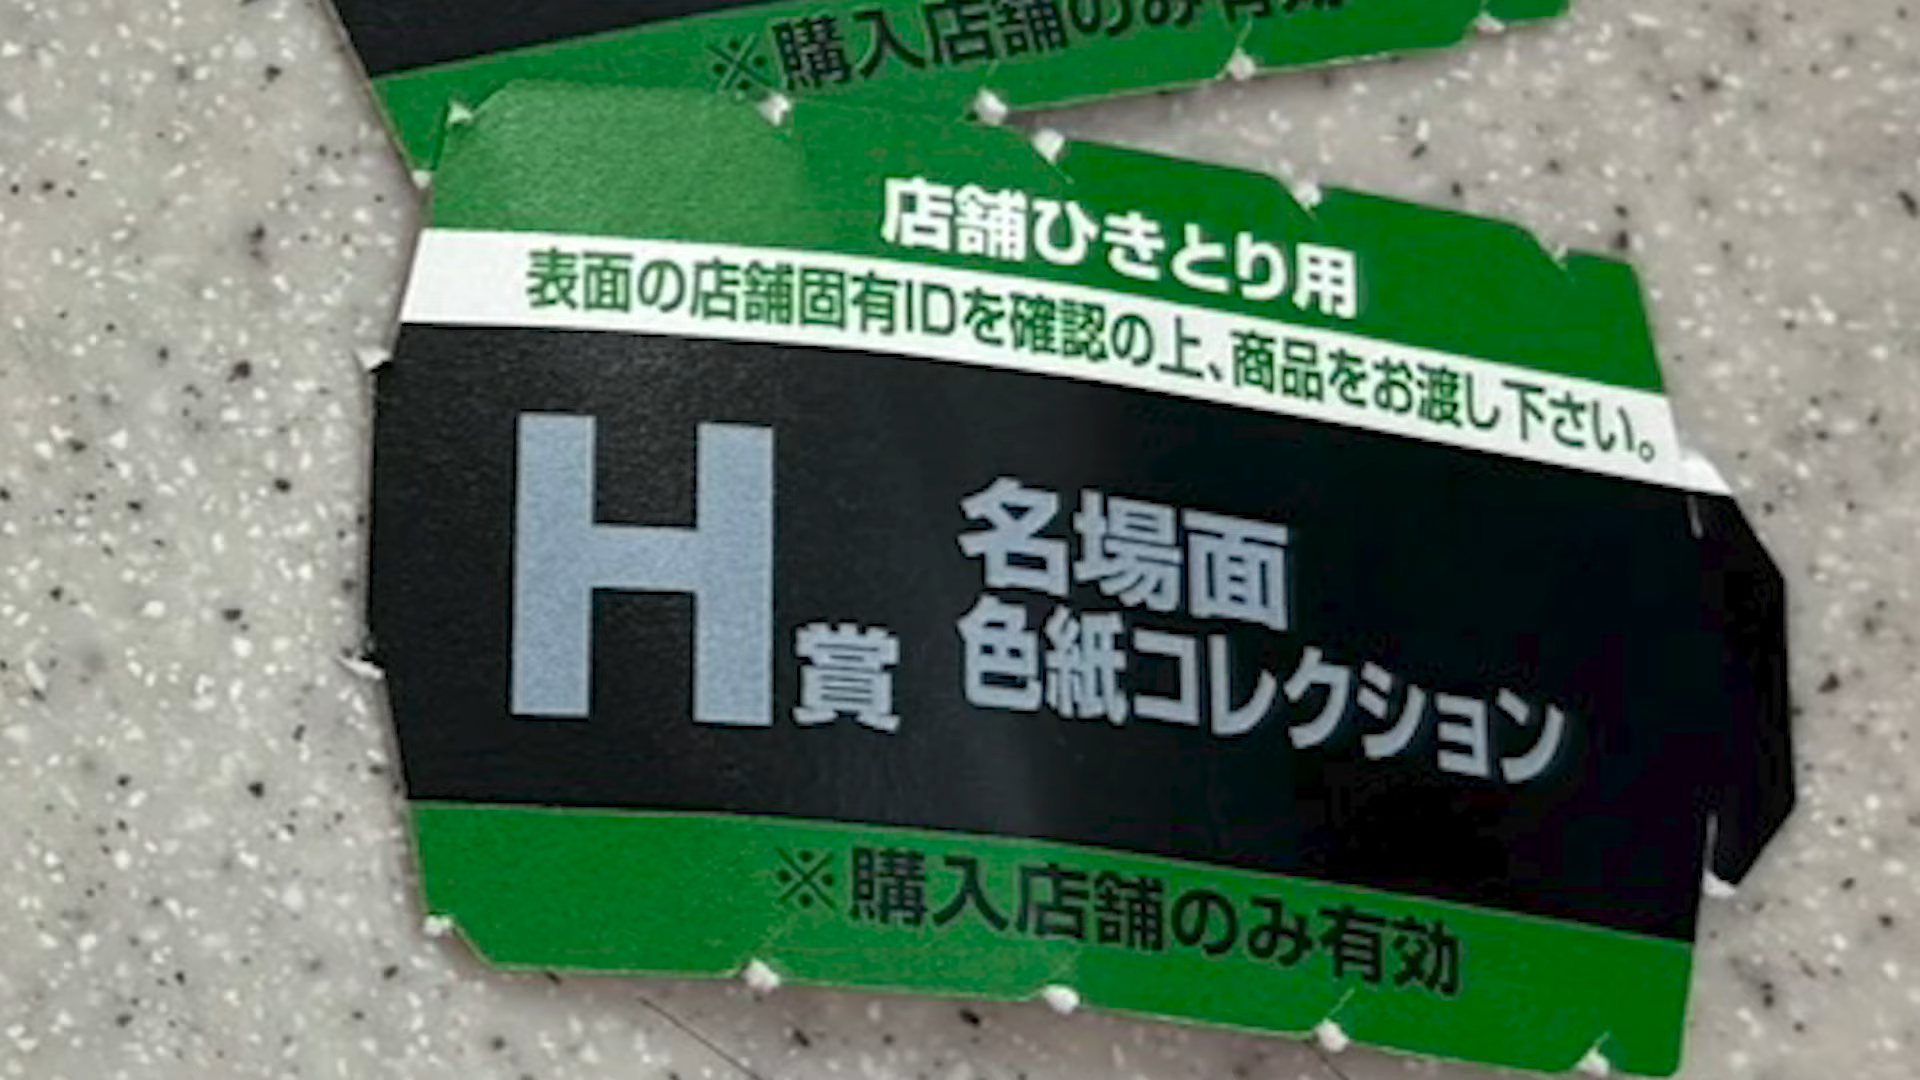 ※購入店舗のみ有効
店舗ひきとり用
表面の店舗固有IDを確認の上、商品をお渡し下さい。
H賞
名場面
色紙コレクション
※購入店舗のみ有効